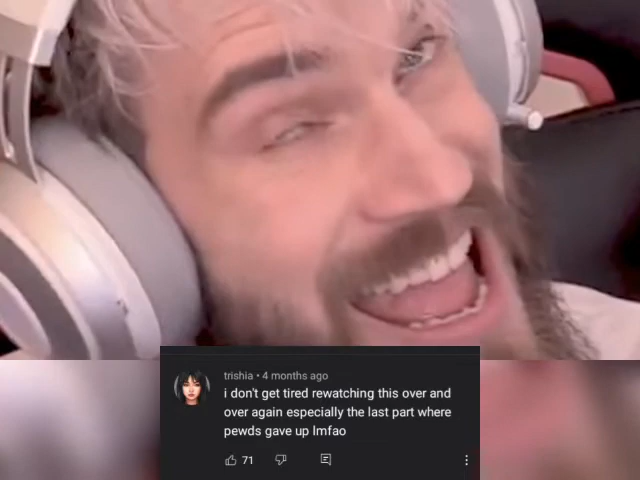 trishia • 4 months ago
i don't get tired rewatching this over and
over again especially the last part where
pewds gave up lmfao
71